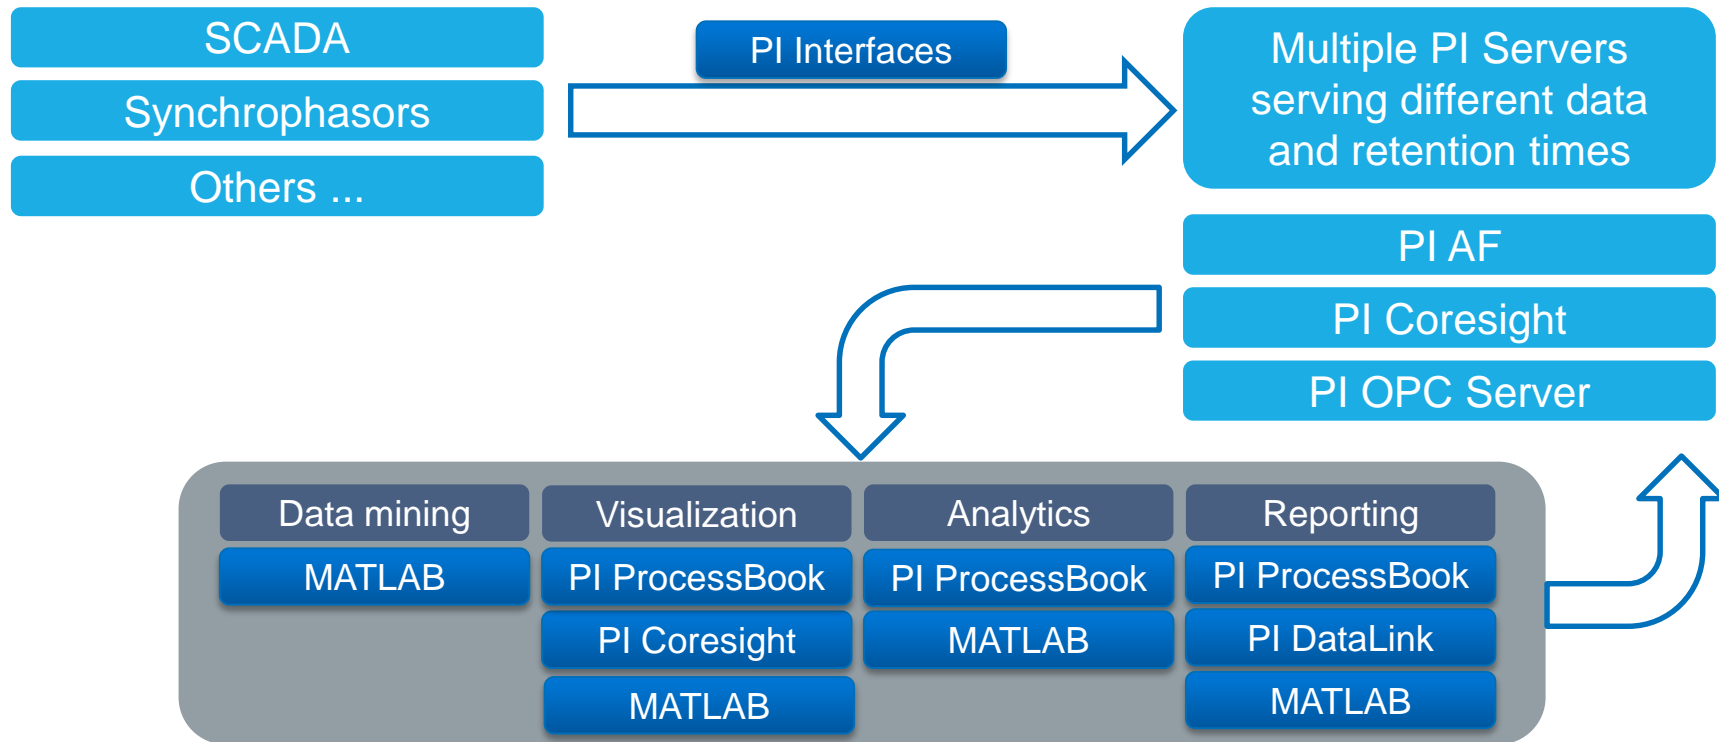 SCADA
Synchrophasors
Others ...
PI Interfaces
Multiple PI Servers
serving different data
and retention times
PI AF
PI Coresight
PI OPC Server
Data mining
MATLAB
Visualization
PI ProcessBook
PI Coresight
MATLAB
Analytics
PI ProcessBook
MATLAB
Reporting
PI ProcessBook
PI DataLink
MATLAB